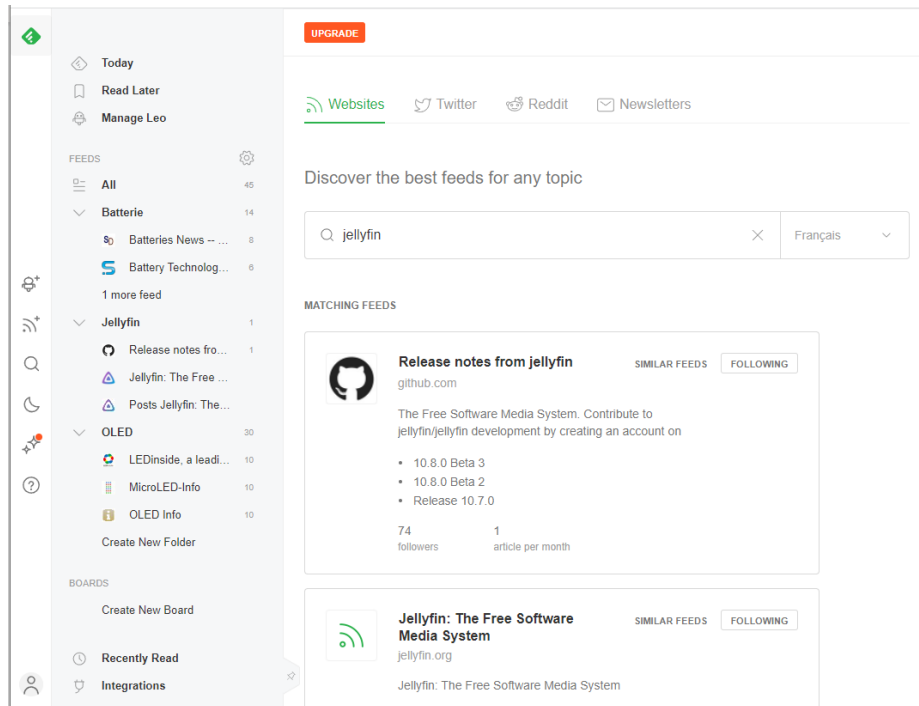 UPGRADE
Today
Read Later
Manage Leo
FEEDS
All 45
Batterie 14
Batteries News -- ... 8
Battery Technolog... 6
1 more feed
Jellyfin 1
Release notes fro... 1
Jellyfin: The Free ...
Posts Jellyfin: The...
OLED 30
LEDinside, a leadi... 10
MicroLED-Info 10
OLED Info 10
Create New Folder
BOARDS
Create New Board
Recently Read
Integrations
Websites Twitter Reddit Newsletters
Discover the best feeds for any topic
jellyfin Français
MATCHING FEEDS
Release notes from jellyfin SIMILAR FEEDS FOLLOWING
github.com
The Free Software Media System. Contribute to
jellyfin/jellyfin development by creating an account on
• 10.8.0 Beta 3
• 10.8.0 Beta 2
• Release 10.7.0
74 1
followers article per month
Jellyfin: The Free Software SIMILAR FEEDS FOLLOWING
Media System
jellyfin.org
Jellyfin: The Free Software Media System